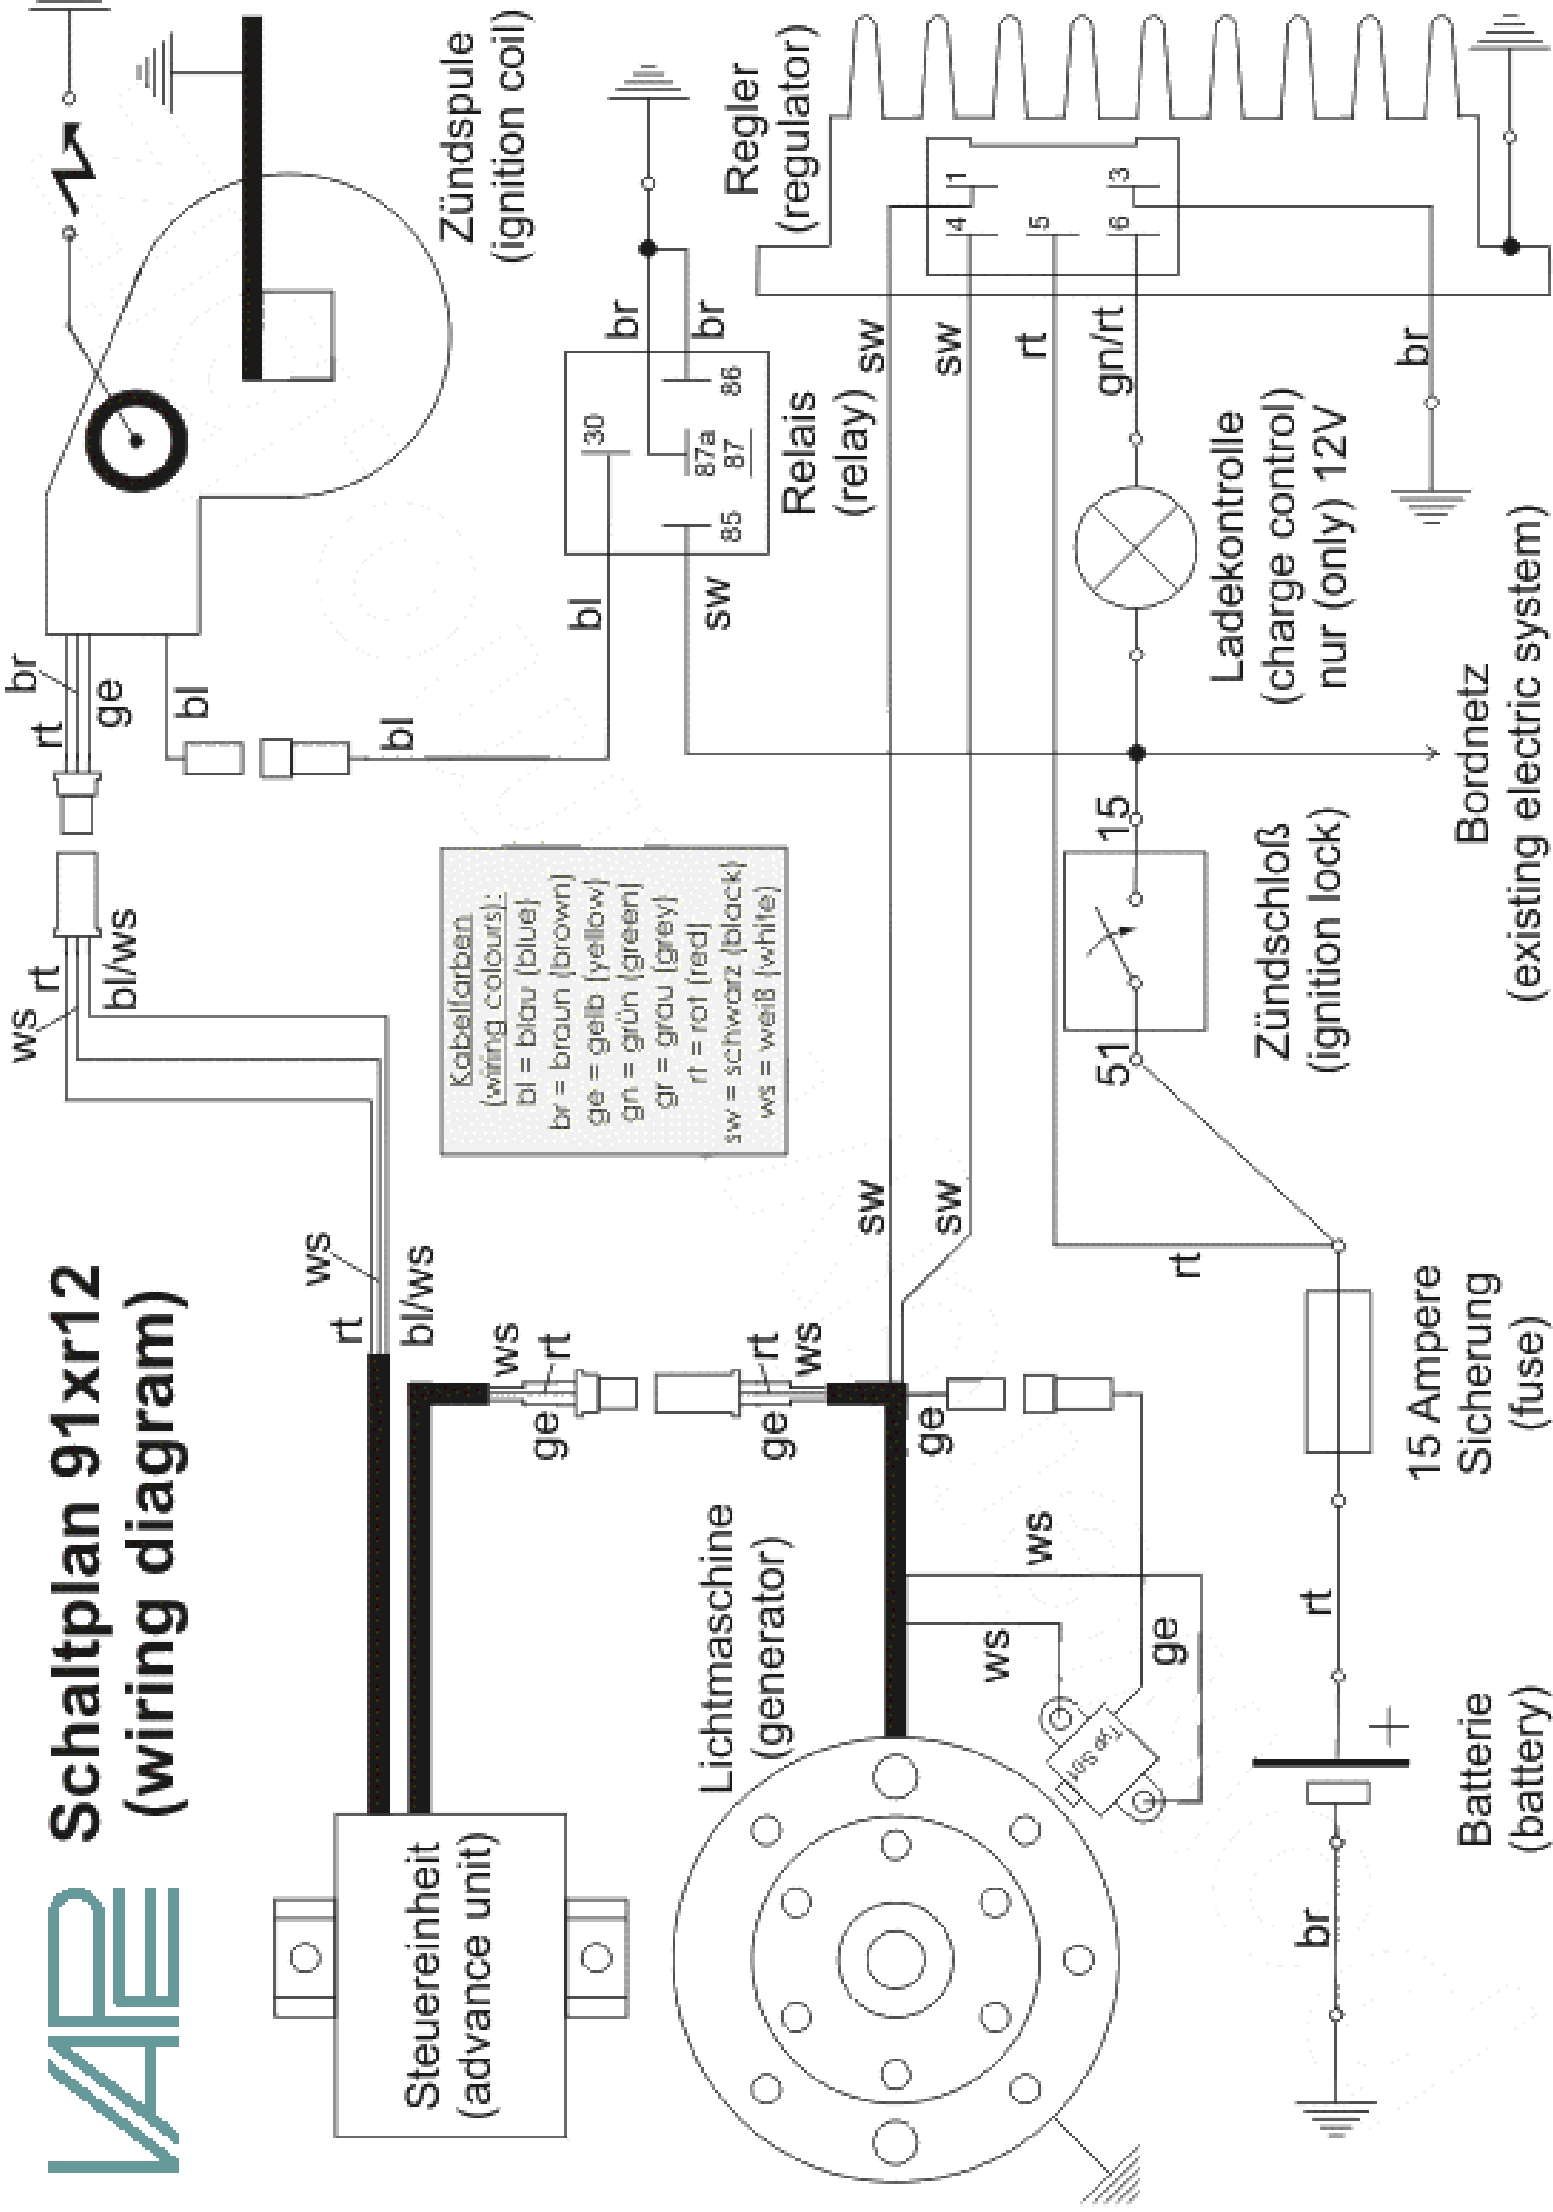 VAPE
Schaltplan 91xr12
(wiring diagram)
ws
rt
bl/ws
rt
br
ge
bl
bl
Zündspule
(ignition coil)
rt
ws
bl/ws
Steuereinheit
(advance unit)
ws
rt
ge
rt
ws
ge
ge
Kabelfarben
(wiring colours):
bl = blau (blue)
br = braun (brown)
ge = gelb (yellow)
gn = grün (green)
gr = grau (grey)
rt = rot (red)
sw = schwarz (black)
ws = weiß (white)
bl
30
87a
87
85
86
sw
br
br
Relais
(relay)
Regler
(regulator)
Lichtmaschine
(generator)
ws
ws
ge
sw
sw
sw
sw
rt
gn/rt
br
1
4
5
6
3
rt
51
15
Zündschloß
(ignition lock)
Ladekontrolle
(charge control)
nur (only) 12V
Bordnetz
(existing electric system)
br
+
rt
Batterie
(battery)
15 Ampere
Sicherung
(fuse)